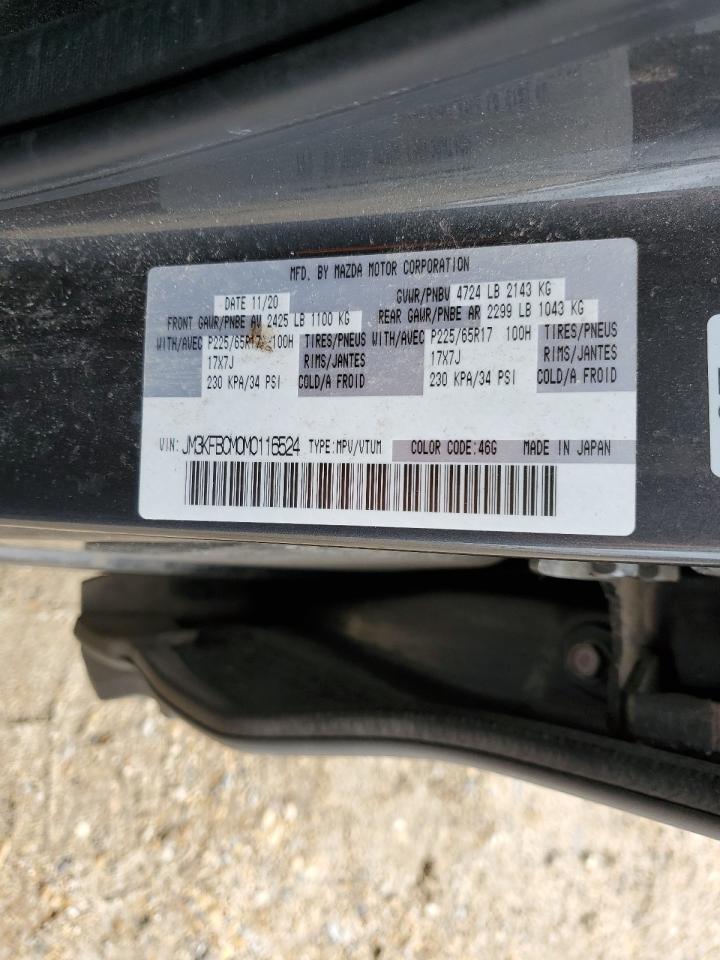 MFD. BY MAZDA MOTOR CORPORATION
DATE 11/20 GVWR/PNBV 4724 LB 2143 KG
FRONT GAWR/PNBE AV 2425 LB 1100 KG REAR GAWR/PNBE AR 2299 LB 1043 KG
WITH/AVEC P225/65R17 100H TIRES/PNEUS WITH/AVEC P225/65R17 100H TIRES/PNEUS
17X7J RIMS/JANTES 17X7J RIMS/JANTES
230 KPA/34 PSI COLD/A FROID 230 KPA/34 PSI COLD/A FROID
VIN: JM3KFBCM0M0116524 TYPE:MPV/VTUM COLOR CODE:46G MADE IN JAPAN